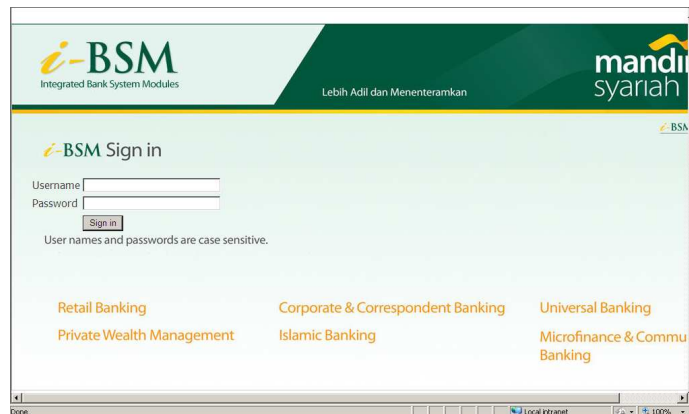 i-BSM
Integrated Bank System Modules
Lebih Adil dan Menenteramkan
mandi
syariah
i-BSM
i-BSM Sign in
Username
Password
Sign in
User names and passwords are case sensitive.
Retail Banking
Corporate & Correspondent Banking
Universal Banking
Private Wealth Management
Islamic Banking
Microfinance & Commu
Banking
Done
Local intranet
100%